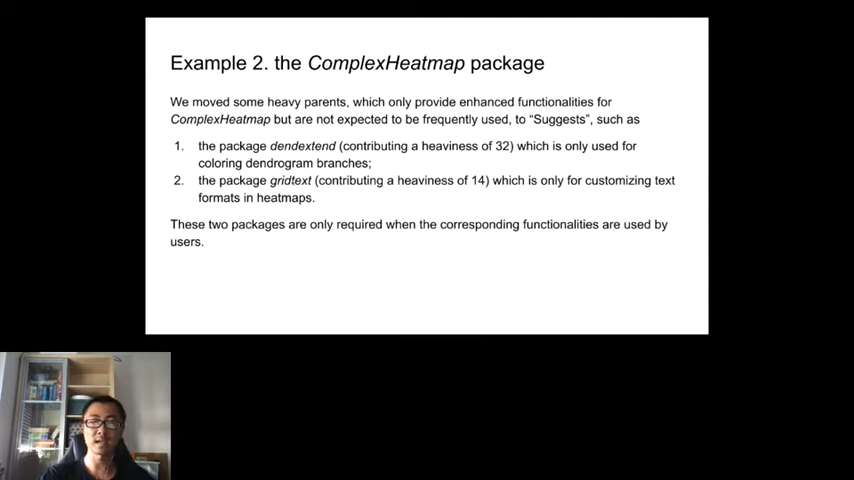 Example 2. the ComplexHeatmap package
We moved some heavy parents, which only provide enhanced functionalities for
ComplexHeatmap but are not expected to be frequently used, to “Suggests”, such as
1. the package dendextend (contributing a heaviness of 32) which is only used for
coloring dendrogram branches;
2. the package gridtext (contributing a heaviness of 14) which is only for customizing text
formats in heatmaps.
These two packages are only required when the corresponding functionalities are used by
users.